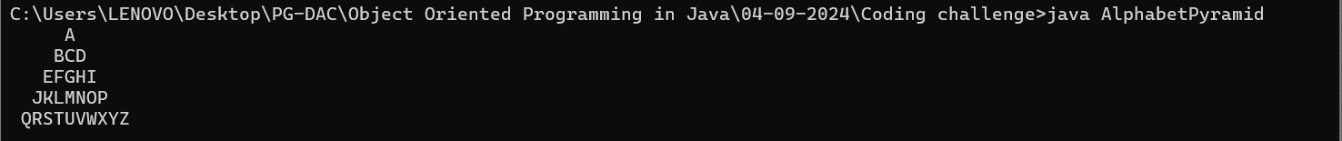 C:\Users\LENOVO\Desktop\PG-DAC\Object Oriented Programming in Java\04-09-2024\Coding challenge>java AlphabetPyramid
     A
    BCD
   EFGHI
  JKLMNOP
 QRSTUVWXYZ